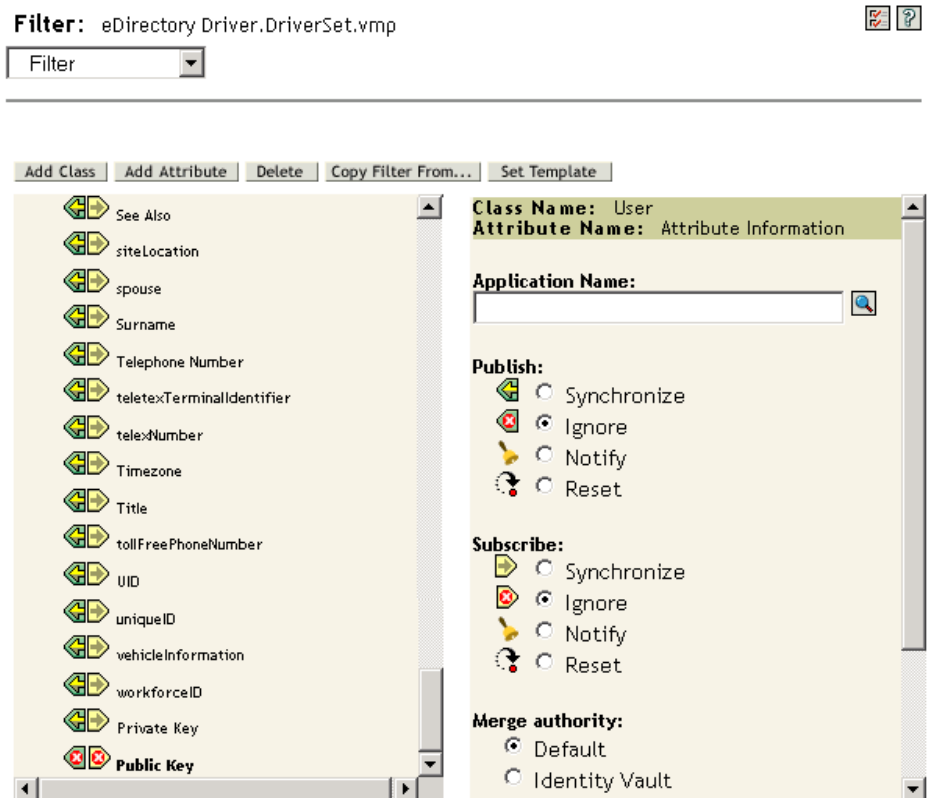 Filter: eDirectory Driver.DriverSet.vmp
Filter
Add Class Add Attribute Delete Copy Filter From... Set Template
See Also
siteLocation
spouse
Surname
Telephone Number
teletexTerminalIdentifier
telexNumber
Timezone
Title
tollFreePhoneNumber
UID
uniqueID
vehicleInformation
workforceID
Private Key
Public Key
Class Name: User
Attribute Name: Attribute Information
Application Name:
Publish:
Synchronize
Ignore
Notify
Reset
Subscribe:
Synchronize
Ignore
Notify
Reset
Merge authority:
Default
Identity Vault